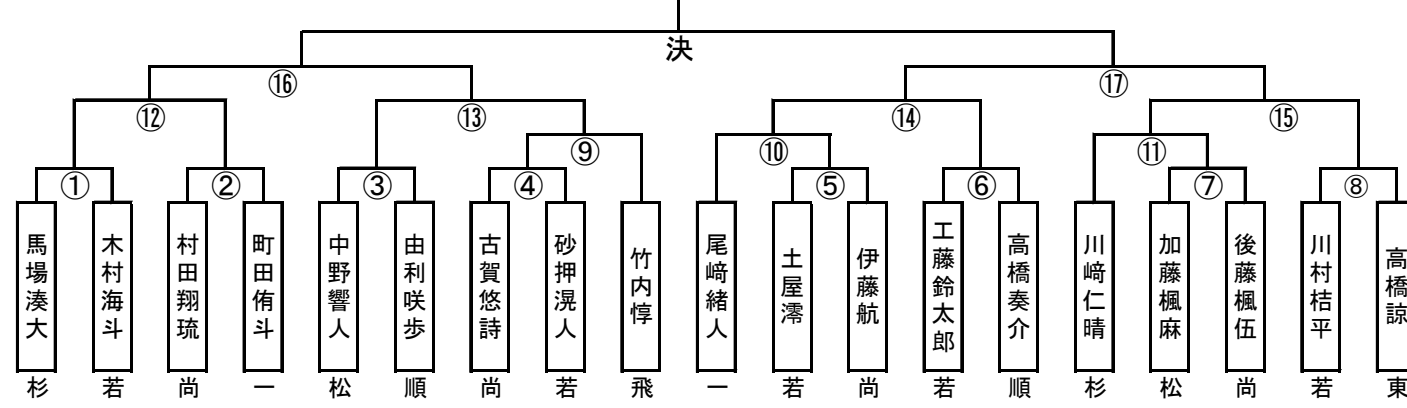 決
⑯ ⑰
⑫ ⑬ ⑭ ⑮
⑨ ⑩ ⑪
① ② ③ ④ ⑤ ⑥ ⑦ ⑧
馬場湊大
木村海斗
村田翔琉
町田侑斗
中野響人
由利咲歩
古賀悠詩
砂押滉人
竹内惇
尾﨑緒人
土屋澪
伊藤航
工藤鈴太郎
高橋奏介
川﨑仁晴
加藤楓麻
後藤楓伍
川村桔平
高橋諒
杉 若 尚 一 松 順 尚 若 飛 一 若 尚 若 順 杉 松 尚 若 東